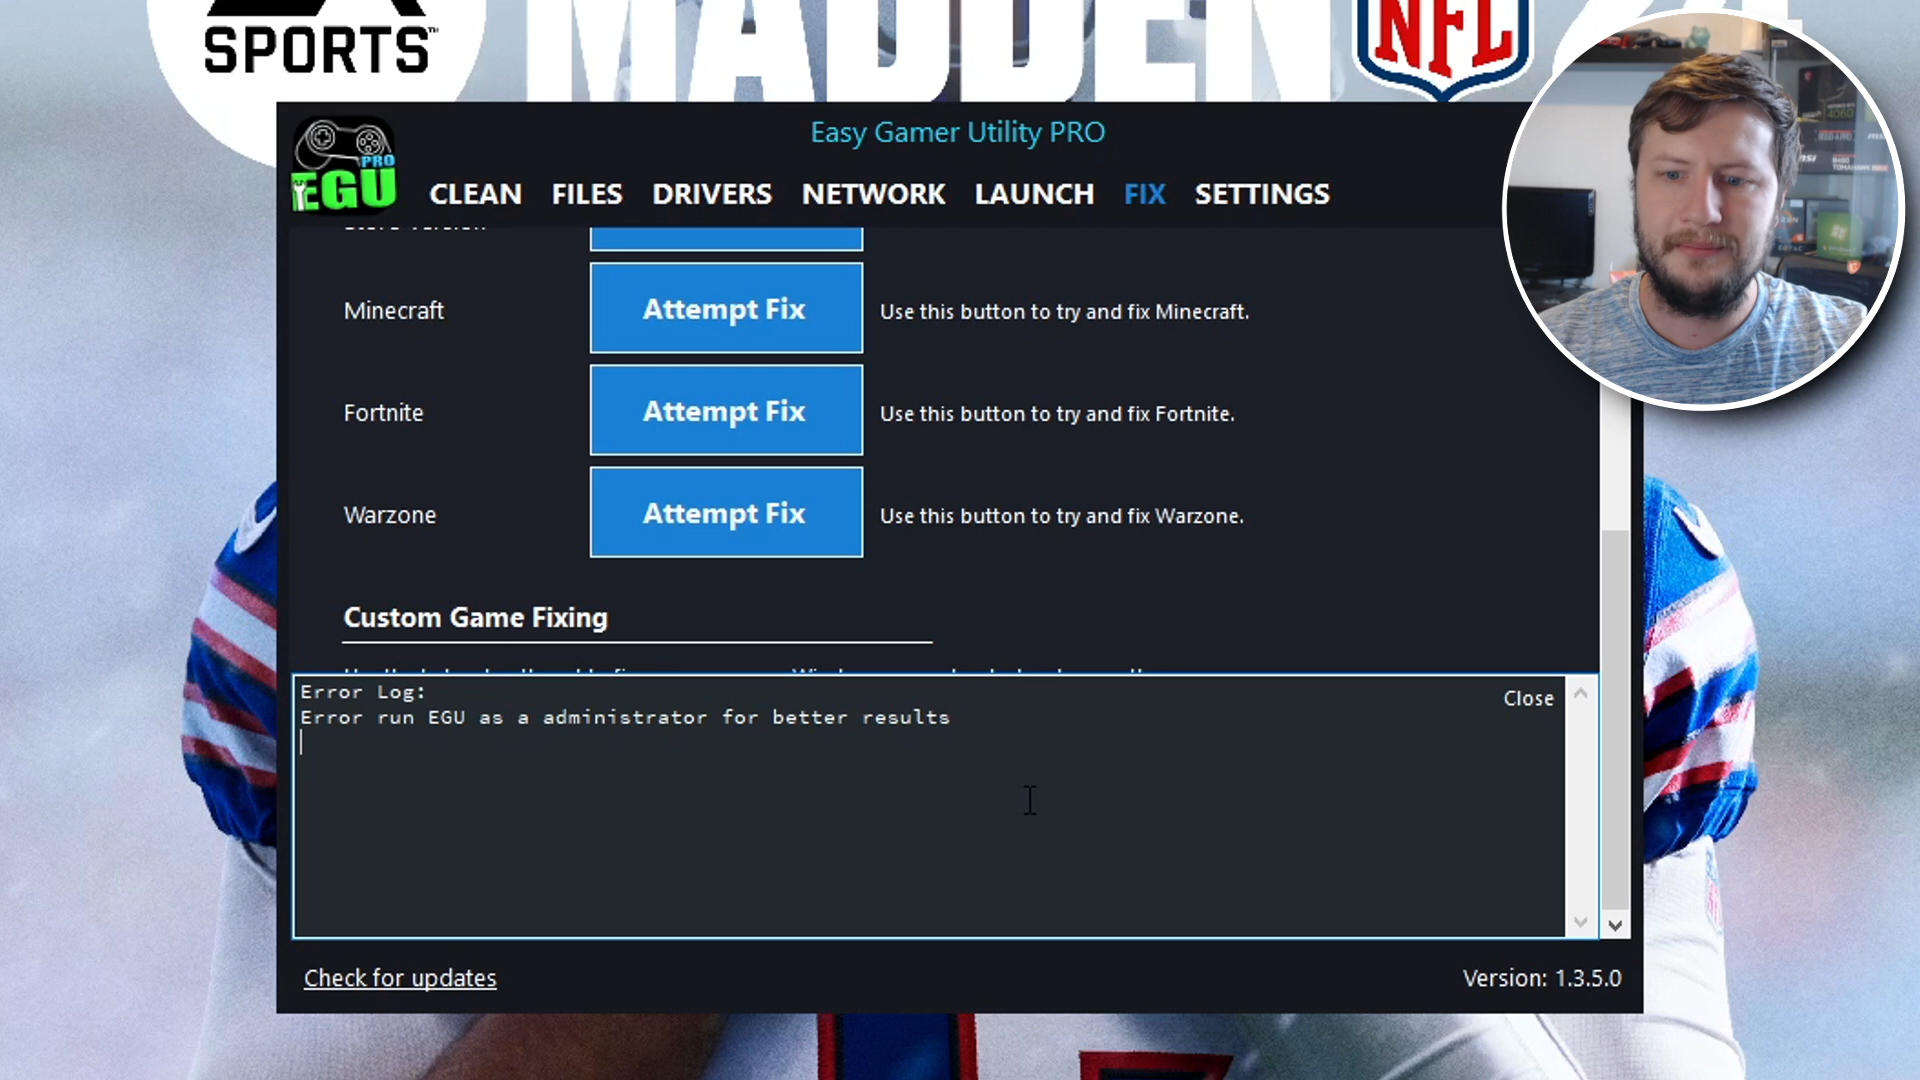 SPORTS™
MADDEN
NFL
24
Easy Gamer Utility PRO
PRO
EGU
CLEAN FILES DRIVERS NETWORK LAUNCH FIX SETTINGS
Minecraft Attempt Fix Use this button to try and fix Minecraft.
Fortnite Attempt Fix Use this button to try and fix Fortnite.
Warzone Attempt Fix Use this button to try and fix Warzone.
Custom Game Fixing
Error Log:
Close
Error run EGU as a administrator for better results
Check for updates
Version: 1.3.5.0